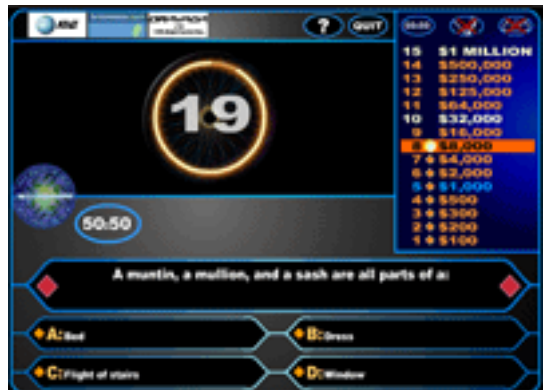 ? QUIT 50:50
19
15 $1 MILLION
14 $500,000
13 $250,000
12 $125,000
11 $64,000
10 $32,000
9 $16,000
8 $8,000
7 $4,000
6 $2,000
5 $1,000
4 $500
3 $300
2 $200
1 $100
50:50
A muntin, a mullion, and a sash are all parts of a:
A: Bed
B: Dress
C: Flight of stairs
D: Window